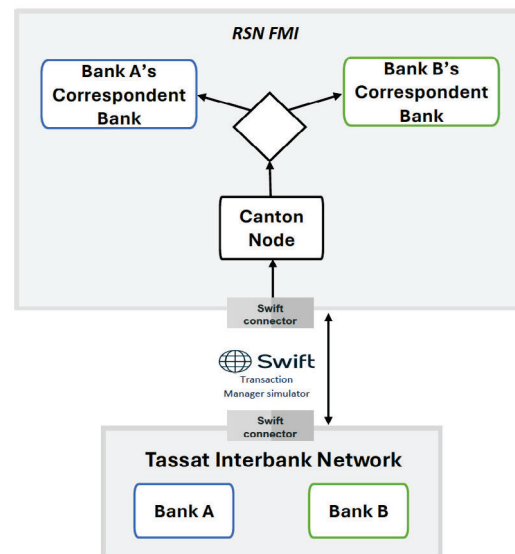 RSN FMI
Bank A's
Correspondent
Bank
Bank B's
Correspondent
Bank
Canton
Node
Swift
connector
Swift
Transaction
Manager simulator
Swift
connector
Tassat Interbank Network
Bank A
Bank B